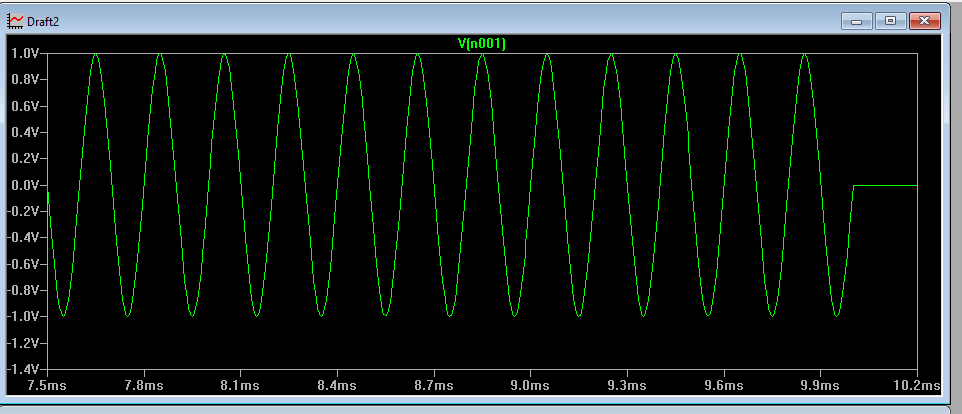 Draft2
V(n001)
1.0V
0.8V
0.6V
0.4V
0.2V
0.0V
-0.2V
-0.4V
-0.6V
-0.8V
-1.0V
-1.2V
-1.4V
7.5ms 7.8ms 8.1ms 8.4ms 8.7ms 9.0ms 9.3ms 9.6ms 9.9ms 10.2ms